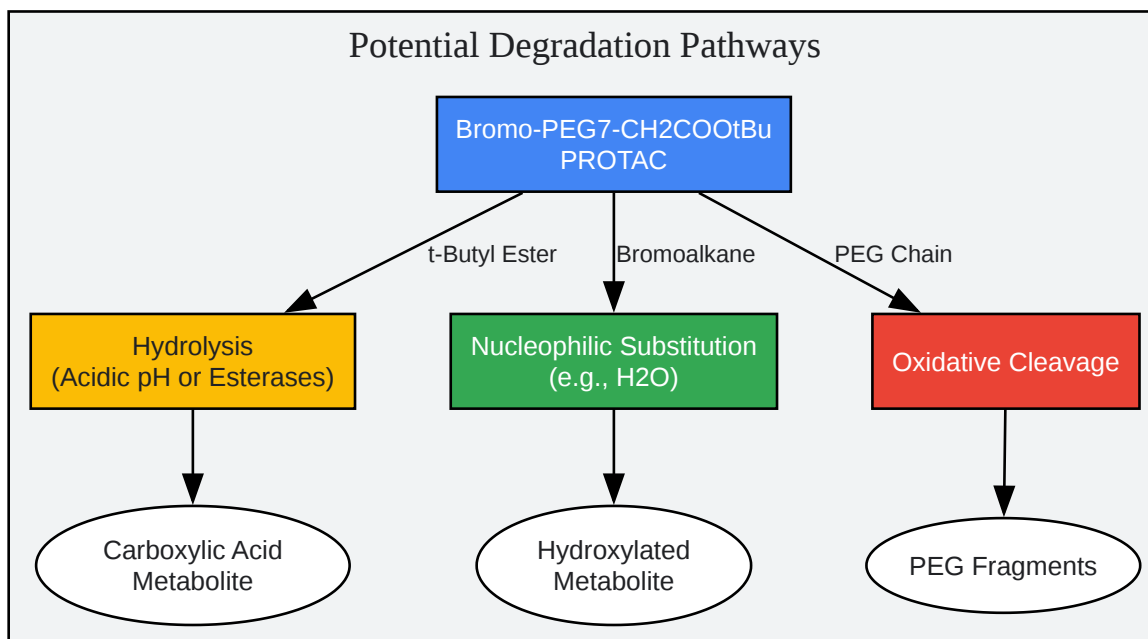 Potential Degradation Pathways
Bromo-PEG7-CH2COOtBu
PROTAC
t-Butyl Ester
Bromoalkane
PEG Chain
Hydrolysis
(Acidic pH or Esterases)
Nucleophilic Substitution
(e.g., H2O)
Oxidative Cleavage
Carboxylic Acid
Metabolite
Hydroxylated
Metabolite
PEG Fragments